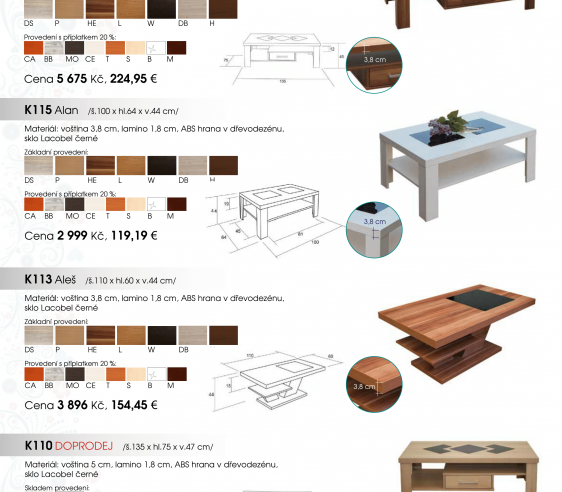 DS P HE L W DB H
Provedení s příplatkem 20 %:
CA BB MO CE T S B M
Cena 5 675 Kč, 224,95 €
3,8 cm
K115 Alan /š.100 x hl.64 x v.44 cm/
Materiál: voština 3,8 cm, lamino 1,8 cm, ABS hrana v dřevodezénu,
sklo Lacobel černé
Základní provedení:
DS P HE L W DB H
Provedení s příplatkem 20 %:
CA BB MO CE T S B M
Cena 2 999 Kč, 119,19 €
3,8 cm
K113 Aleš /š.110 x hl.60 x v.44 cm/
Materiál: voština 3,8 cm, lamino 1,8 cm, ABS hrana v dřevodezénu,
sklo Lacobel černé
Základní provedení:
DS P HE L W DB
Provedení s příplatkem 20 %:
CA BB MO CE T S B M
Cena 3 896 Kč, 154,45 €
3,8 cm
K110 DOPRODEJ /š.135 x hl.75 x v.47 cm/
Materiál: voština 5 cm, lamino 1,8 cm, ABS hrana v dřevodezénu,
sklo Lacobel černé
Skladem provedení: